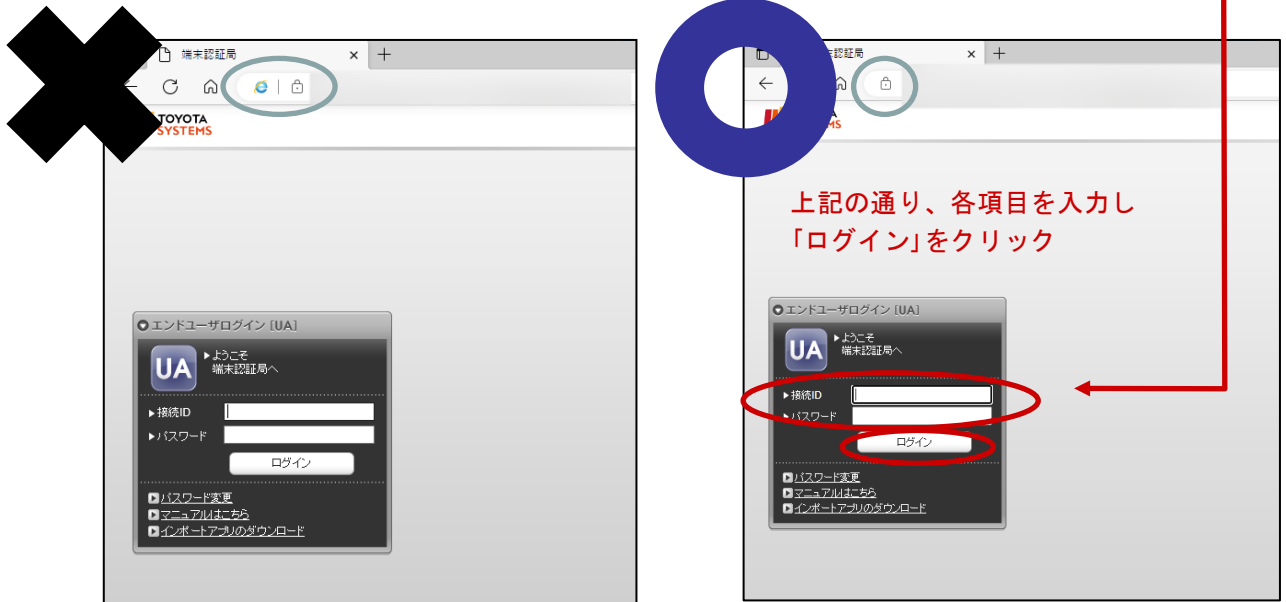 端末認証局
TOYOTA
SYSTEMS
エンドユーザログイン [UA]
UA
ようこそ
端末認証局へ
接続ID
パスワード
ログイン
パスワード変更
マニュアルはこちら
インポートアプリのダウンロード
末認証局
A
MS
上記の通り、各項目を入力し
「ログイン」をクリック
エンドユーザログイン [UA]
UA
ようこそ
端末認証局へ
接続ID
パスワード
ログイン
パスワード変更
マニュアルはこちら
インポートアプリのダウンロード